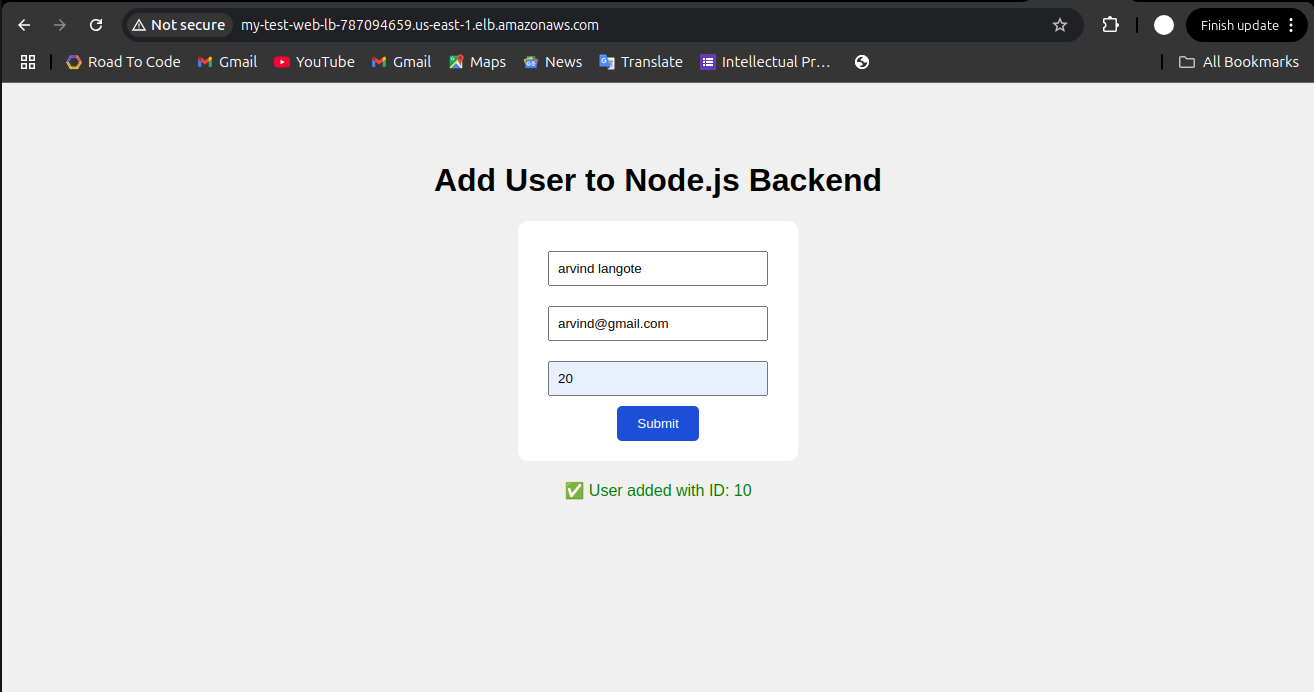 Not secure my-test-web-lb-787094659.us-east-1.elb.amazonaws.com Finish update
Road To Code Gmail YouTube Gmail Maps News Translate Intellectual Pr... All Bookmarks
Add User to Node.js Backend
arvind langote
arvind@gmail.com
20
Submit
✅ User added with ID: 10